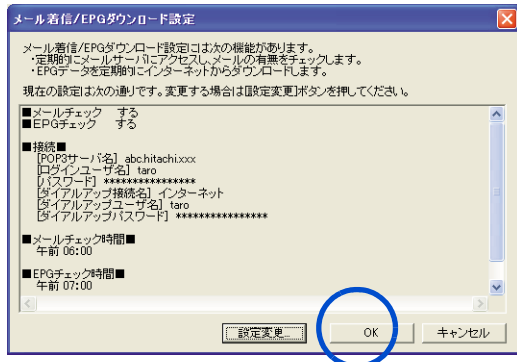 メール着信/EPGダウンロード設定
メール着信/EPGダウンロード設定には次の機能があります。
・定期的にメールサーバにアクセスし、メールの有無をチェックします。
・EPGデータを定期的にインターネットからダウンロードします。
現在の設定は次の通りです。変更する場合は[設定変更]ボタンを押してください。
■メールチェック する
■EPGチェック する
■接続■
[POP3サーバ名] abc.hitachi.xxx
[ログインユーザ名] taro
[パスワード] ****************
[ダイアルアップ接続名] インターネット
[ダイアルアップユーザ名] taro
[ダイアルアップパスワード] ****************
■メールチェック時間■
午前 06:00
■EPGチェック時間■
午前 07:00
設定変更... OK キャンセル